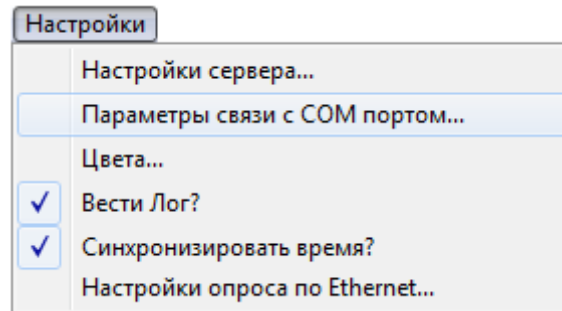 Настройки
Настройки сервера...
Параметры связи с COM портом...
Цвета...
Вести Лог?
Синхронизировать время?
Настройки опроса по Ethernet...